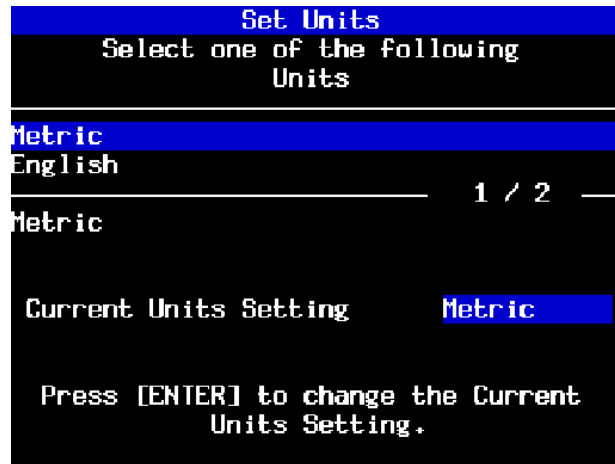 Set Units
Select one of the following
Units
Metric
English
1 / 2
Metric
Current Units Setting Metric
Press [ENTER] to change the Current
Units Setting.